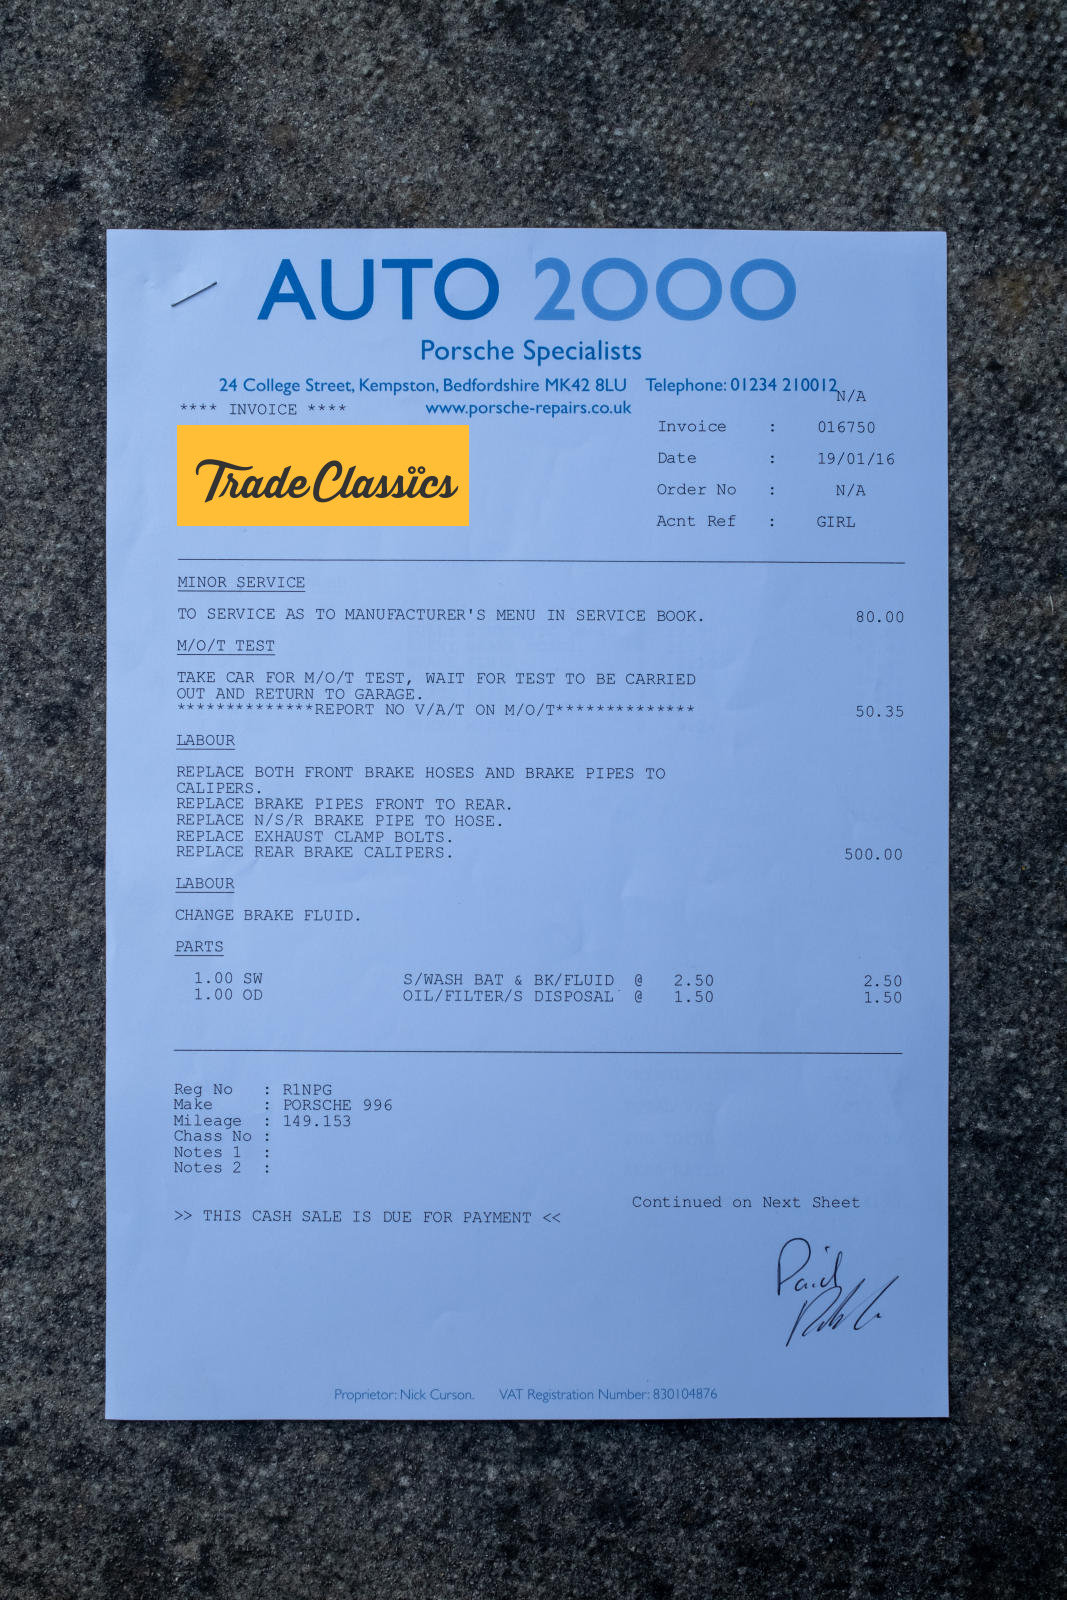 AUTO 2000
Porsche Specialists
24 College Street, Kempston, Bedfordshire MK42 8LU Telephone: 01234 210012
N/A
**** INVOICE ****
www.porsche-repairs.co.uk
Trade Classics
Invoice : 016750
Date : 19/01/16
Order No : N/A
Acnt Ref : GIRL
MINOR SERVICE
TO SERVICE AS TO MANUFACTURER'S MENU IN SERVICE BOOK. 80.00
M/O/T TEST
TAKE CAR FOR M/O/T TEST, WAIT FOR TEST TO BE CARRIED
OUT AND RETURN TO GARAGE.
**************REPORT NO V/A/T ON M/O/T************** 50.35
LABOUR
REPLACE BOTH FRONT BRAKE HOSES AND BRAKE PIPES TO
CALIPERS.
REPLACE BRAKE PIPES FRONT TO REAR.
REPLACE N/S/R BRAKE PIPE TO HOSE.
REPLACE EXHAUST CLAMP BOLTS.
REPLACE REAR BRAKE CALIPERS. 500.00
LABOUR
CHANGE BRAKE FLUID.
PARTS
1.00 SW S/WASH BAT & BK/FLUID @ 2.50 2.50
1.00 OD OIL/FILTER/S DISPOSAL @ 1.50 1.50
Reg No : R1NPG
Make : PORSCHE 996
Mileage : 149.153
Chass No :
Notes 1 :
Notes 2 :
Continued on Next Sheet
>> THIS CASH SALE IS DUE FOR PAYMENT <<
Paid
Proprietor: Nick Curson. VAT Registration Number: 830104876